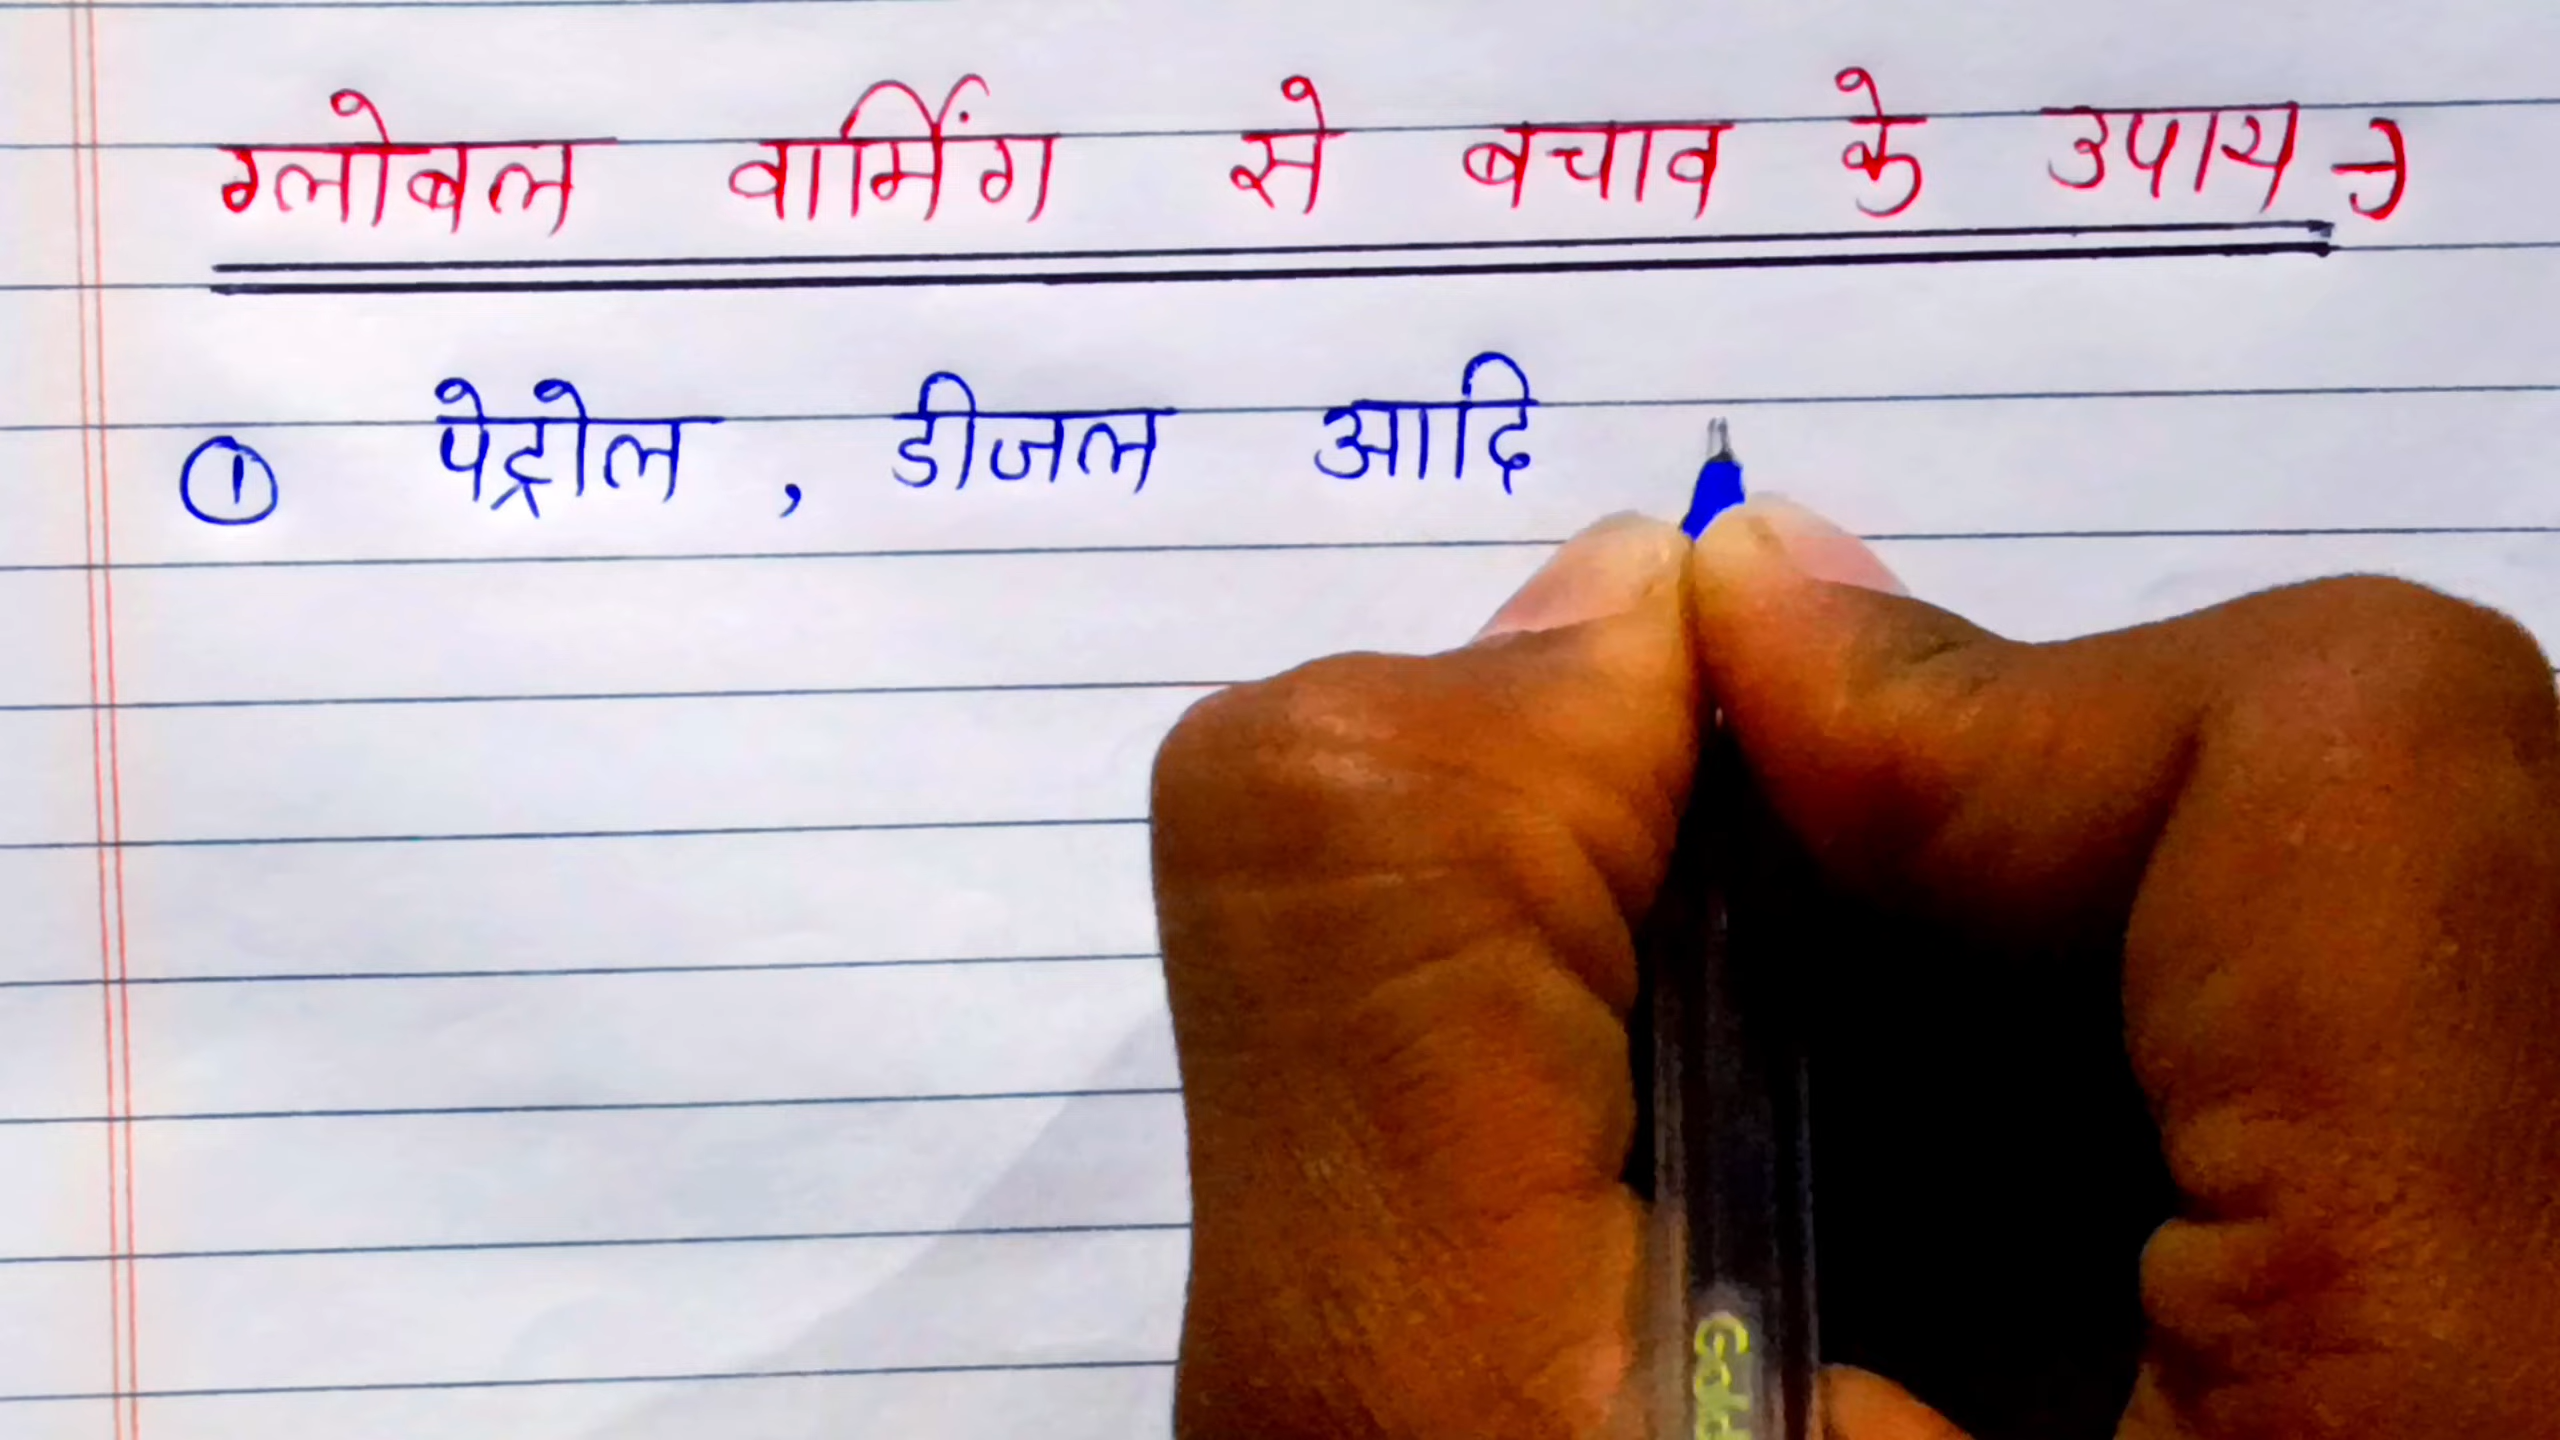 ग्लोबल वार्मिंग से बचाव के उपाय →
① पेट्रोल , डीजल आदि